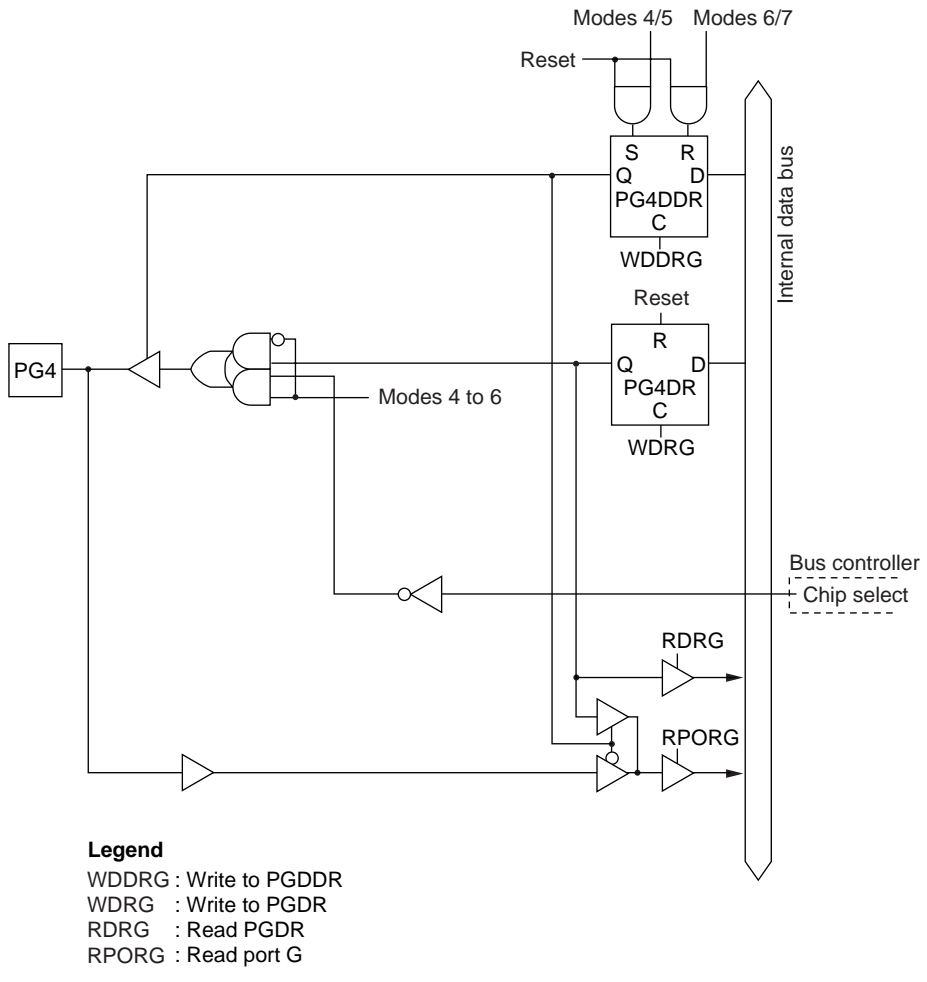 Modes 4/5 Modes 6/7
Reset
S R
Q D
PG4DDR
C
WDDRG
Internal data bus
Reset
R
Q D
PG4DR
C
WDRG
PG4
Modes 4 to 6
Bus controller
Chip select
RDRG
RPORG
Legend
WDDRG : Write to PGDDR
WDRG : Write to PGDR
RDRG : Read PGDR
RPORG : Read port G